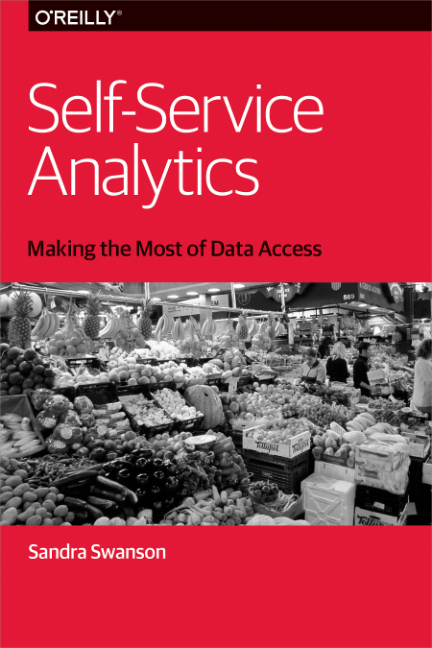 O'REILLY®
Self-Service
Analytics
Making the Most of Data Access
Sandra Swanson